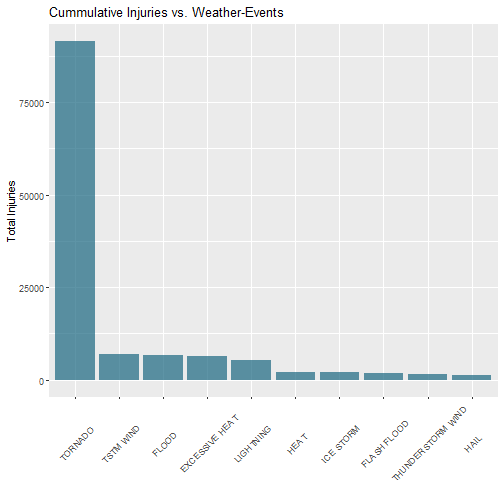 Cummulative Injuries vs. Weather-Events
Total Injuries
75000
50000
25000
0
TORNADO
TSTM WIND
FLOOD
EXCESSIVE HEAT
LIGHTNING
HEAT
ICE STORM
FLASH FLOOD
THUNDERSTORM WIND
HAIL